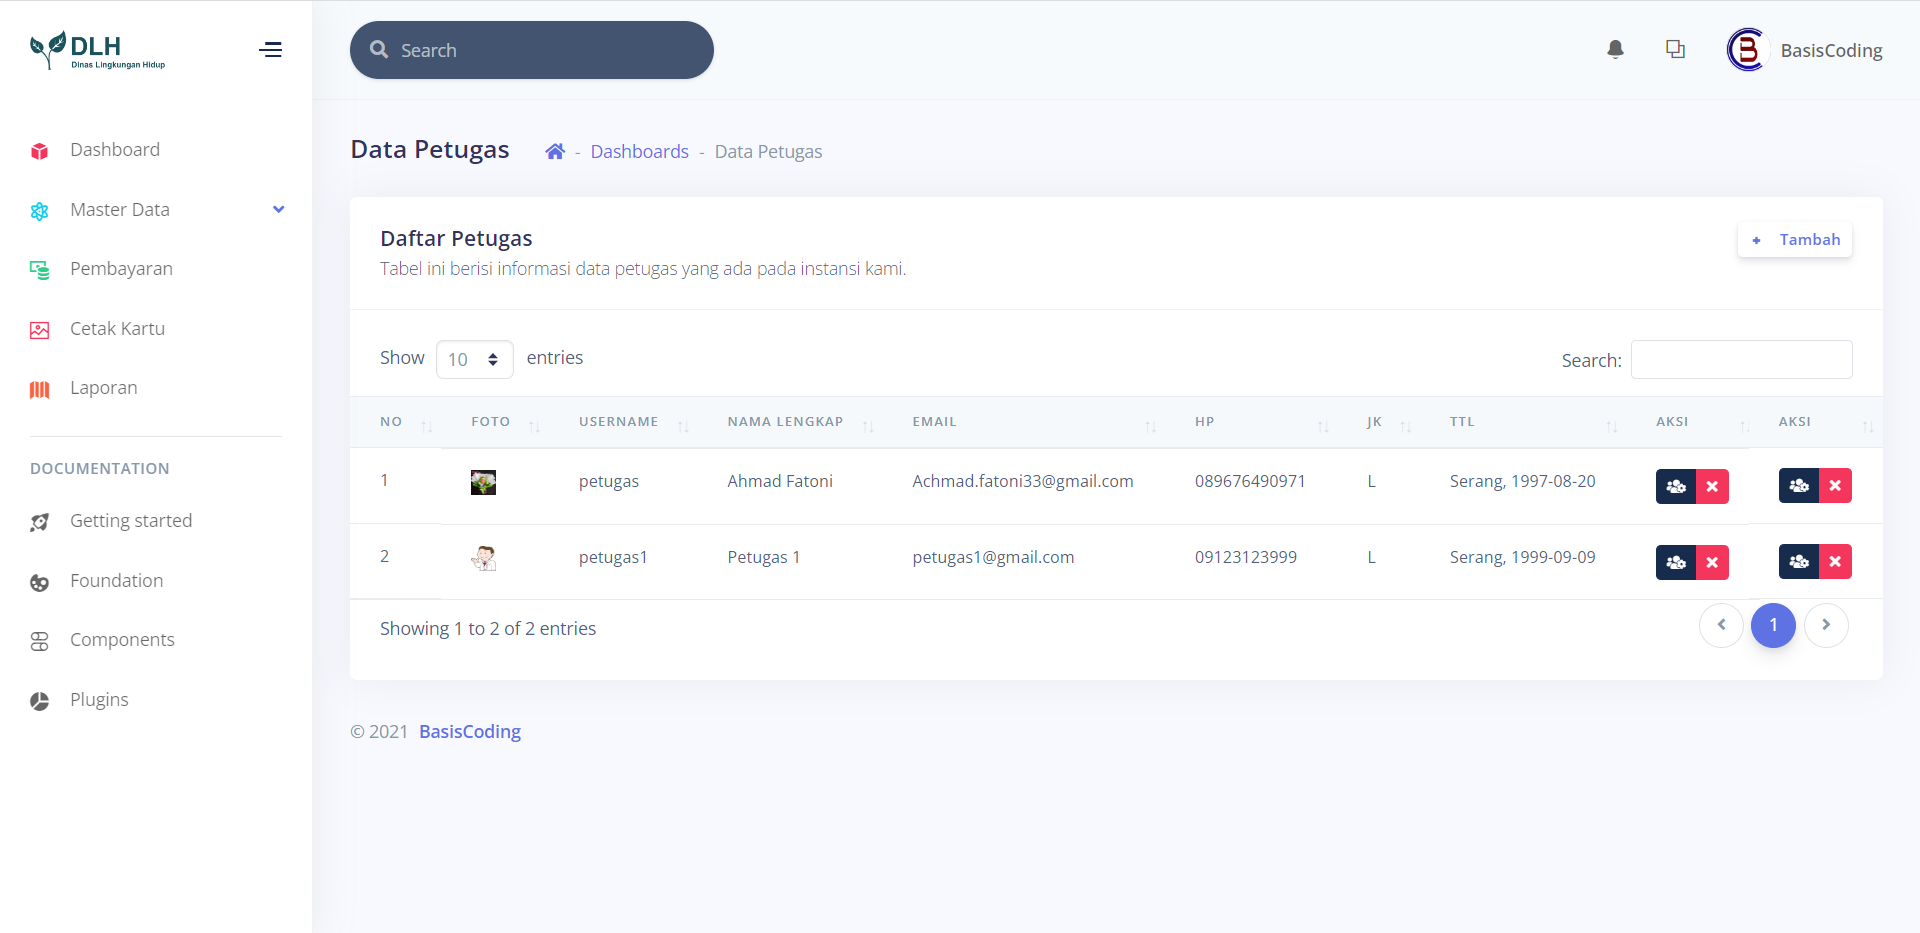 DLH
Dinas Lingkungan Hidup
Search
BasisCoding
Dashboard
Master Data
Pembayaran
Cetak Kartu
Laporan
DOCUMENTATION
Getting started
Foundation
Components
Plugins
Data Petugas - Dashboards - Data Petugas
Daftar Petugas
Tabel ini berisi informasi data petugas yang ada pada instansi kami.
+ Tambah
Show 10 entries
Search:
NO FOTO USERNAME NAMA LENGKAP EMAIL HP JK TTL AKSI AKSI
1 petugas Ahmad Fatoni Achmad.fatoni33@gmail.com 089676490971 L Serang, 1997-08-20
2 petugas1 Petugas 1 petugas1@gmail.com 09123123999 L Serang, 1999-09-09
Showing 1 to 2 of 2 entries
1
© 2021 BasisCoding